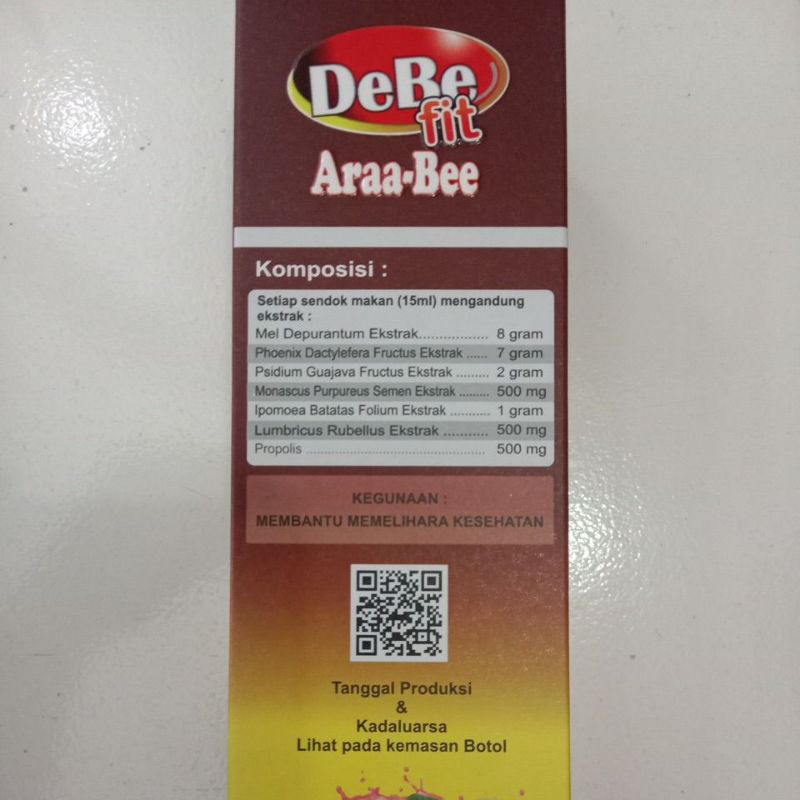 DeBe
fit
Araa-Bee
Komposisi :
Setiap sendok makan (15ml) mengandung
ekstrak :
Mel Depurantum Ekstrak................. 8 gram
Phoenix Dactylefera Fructus Ekstrak ...... 7 gram
Psidium Guajava Fructus Ekstrak ......... 2 gram
Monascus Purpureus Semen Ekstrak ......... 500 mg
Ipomoea Batatas Folium Ekstrak ........... 1 gram
Lumbricus Rubellus Ekstrak ........... 500 mg
Propolis ............................................. 500 mg
KEGUNAAN :
MEMBANTU MEMELIHARA KESEHATAN
Tanggal Produksi
&
Kadaluarsa
Lihat pada kemasan Botol